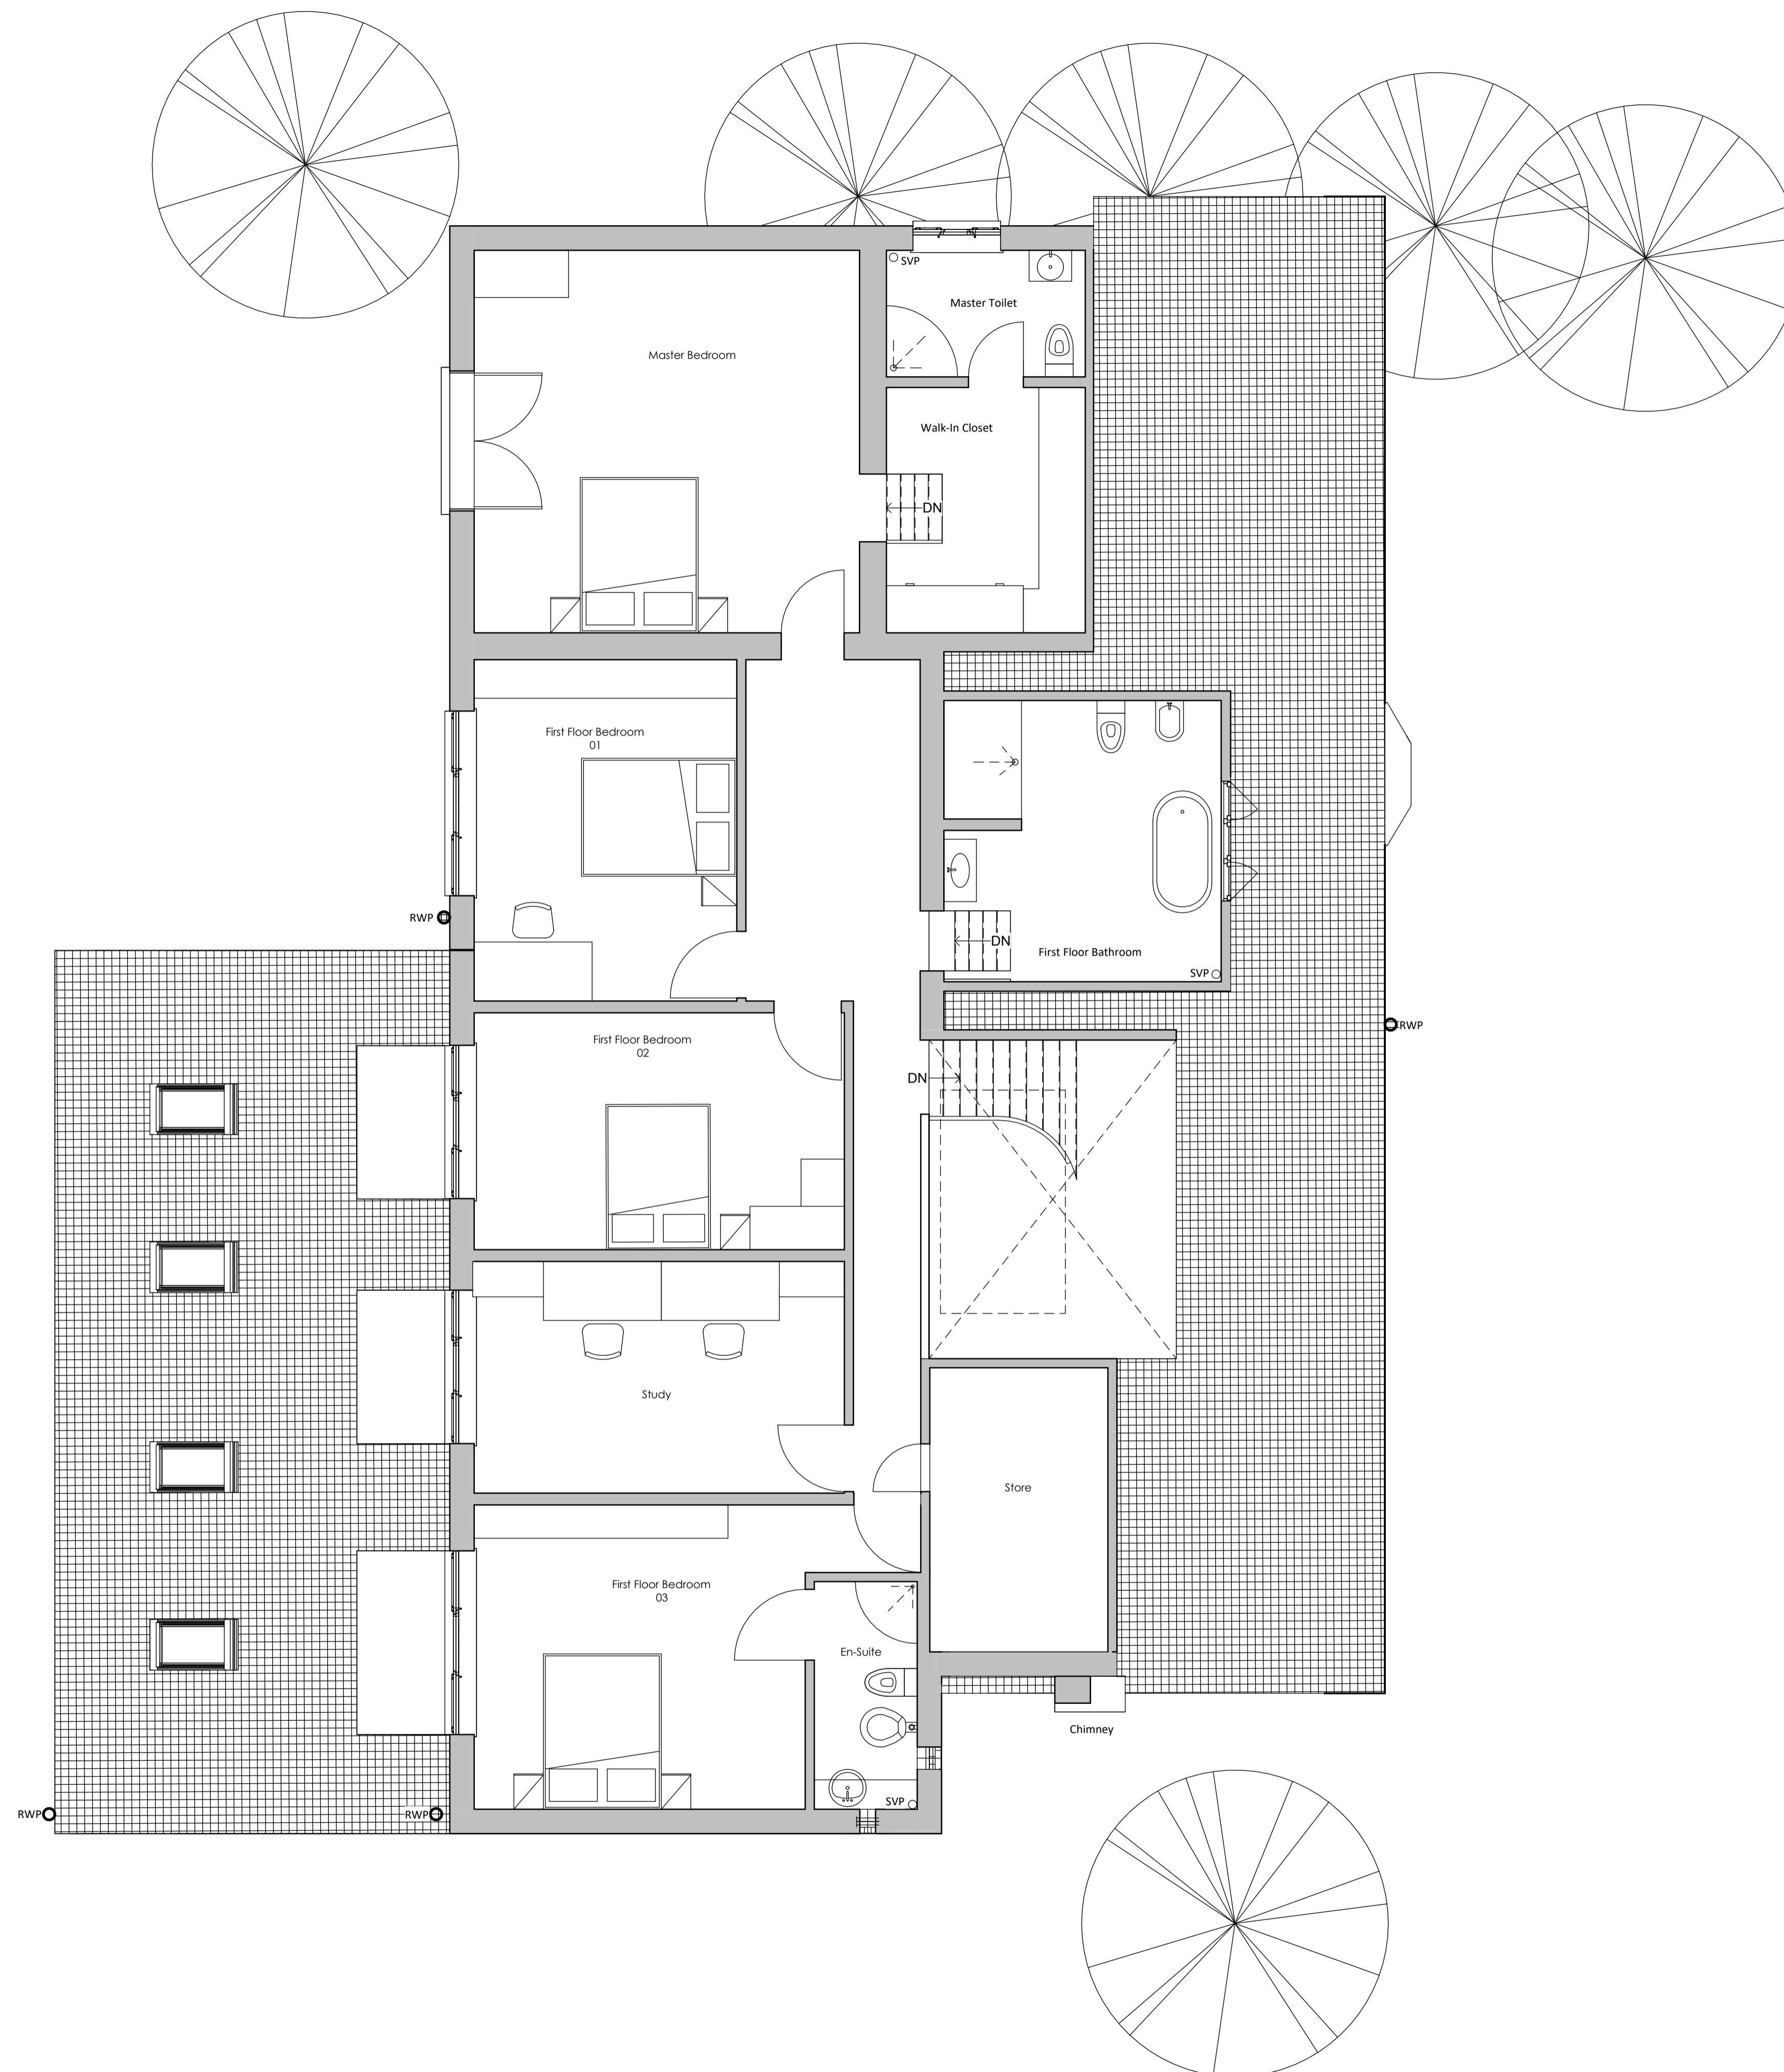 SVP
Master Toilet
Master Bedroom
Walk-In Closet
DN
First Floor Bedroom
01
RWP
DN
First Floor Bathroom
SVP
RWP
First Floor Bedroom
02
DN
Study
Store
First Floor Bedroom
03
En-Suite
Chimney
SVP
RWP
RWP